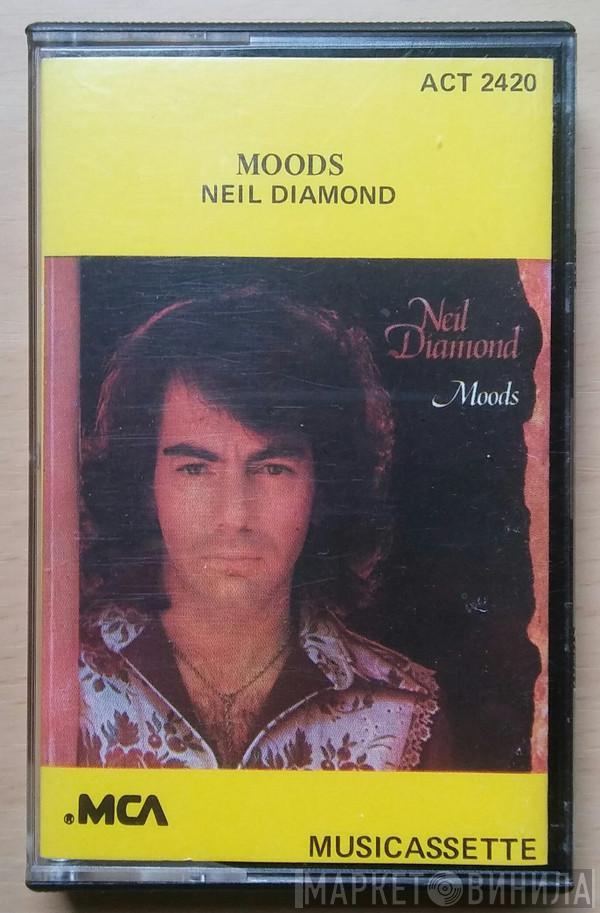 ACT 2420
MOODS
NEIL DIAMOND
Neil
Diamond
Moods
®MCA
MUSICASSETTE
МАРКЕТ ВИНИЛА